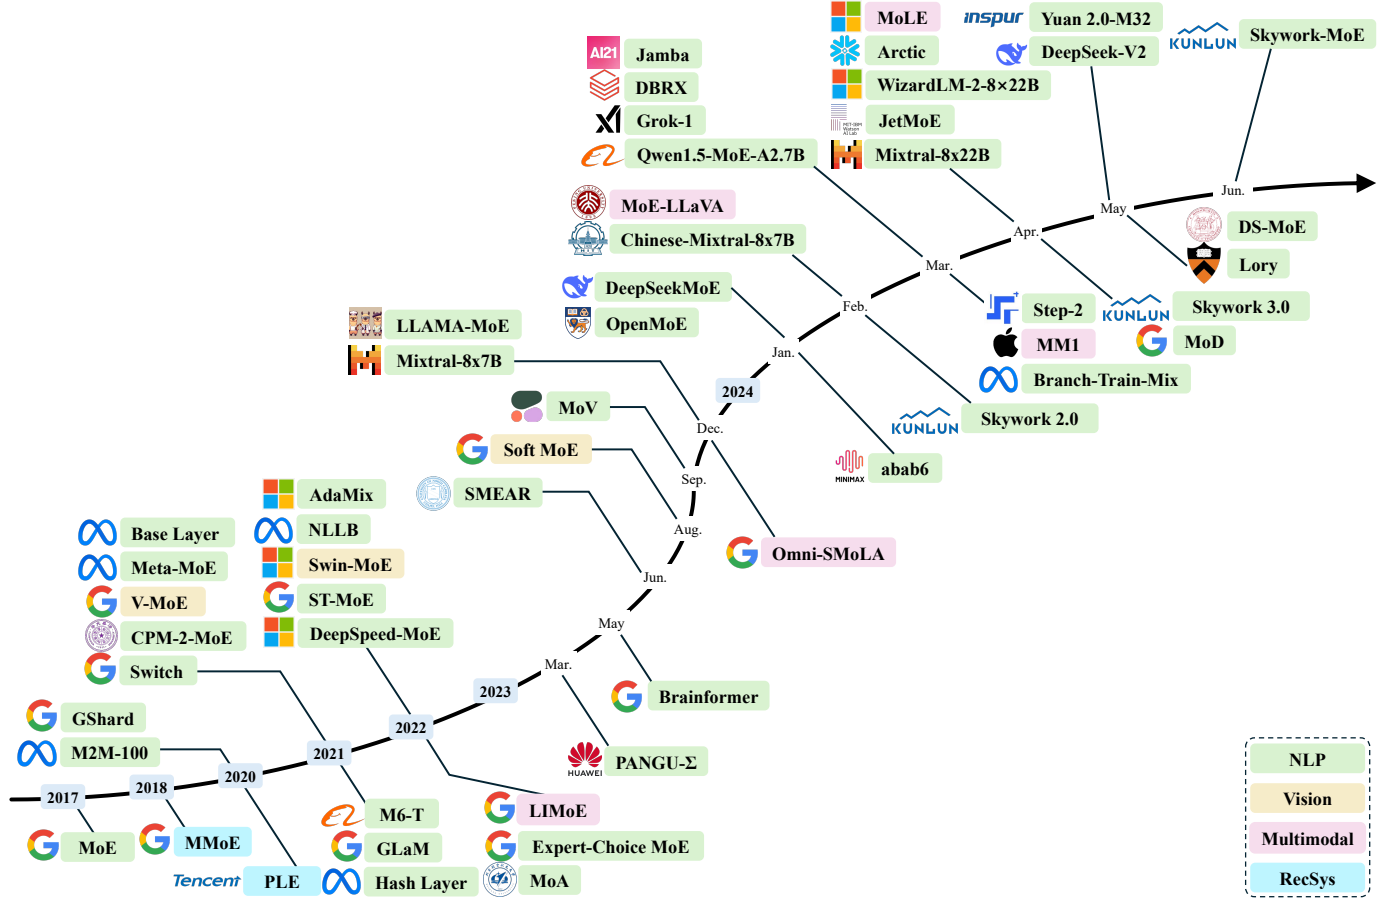 MoLE
inspur
Yuan 2.0-M32
KUNLUN
Skywork-MoE
AI21
Jamba
Arctic
DeepSeek-V2
DBRX
WizardLM-2-8×22B
Grok-1
MIT-IBM
Watson
AI Lab
JetMoE
Qwen1.5-MoE-A2.7B
Mixtral-8x22B
Jun.
MoE-LLaVA
May
Chinese-Mixtral-8x7B
Apr.
DS-MoE
Mar.
Lory
DeepSeekMoE
Feb.
Step-2
KUNLUN
Skywork 3.0
LLAMA-MoE
OpenMoE
MM1
MoD
Mixtral-8x7B
Jan.
Branch-Train-Mix
2024
MoV
KUNLUN
Skywork 2.0
Dec.
Soft MoE
MINIMAX
abab6
Sep.
AdaMix
SMEAR
Base Layer
NLLB
Aug.
Omni-SMoLA
Meta-MoE
Swin-MoE
Jun.
V-MoE
ST-MoE
CPM-2-MoE
DeepSpeed-MoE
May
Switch
Mar.
2023
Brainformer
GShard
2022
M2M-100
2021
HUAWEI
PANGU-Σ
2020
2018
2017
NLP
Vision
M6-T
LIMoE
MoE
MMoE
GLaM
Expert-Choice MoE
Multimodal
Tencent
PLE
Hash Layer
MoA
RecSys